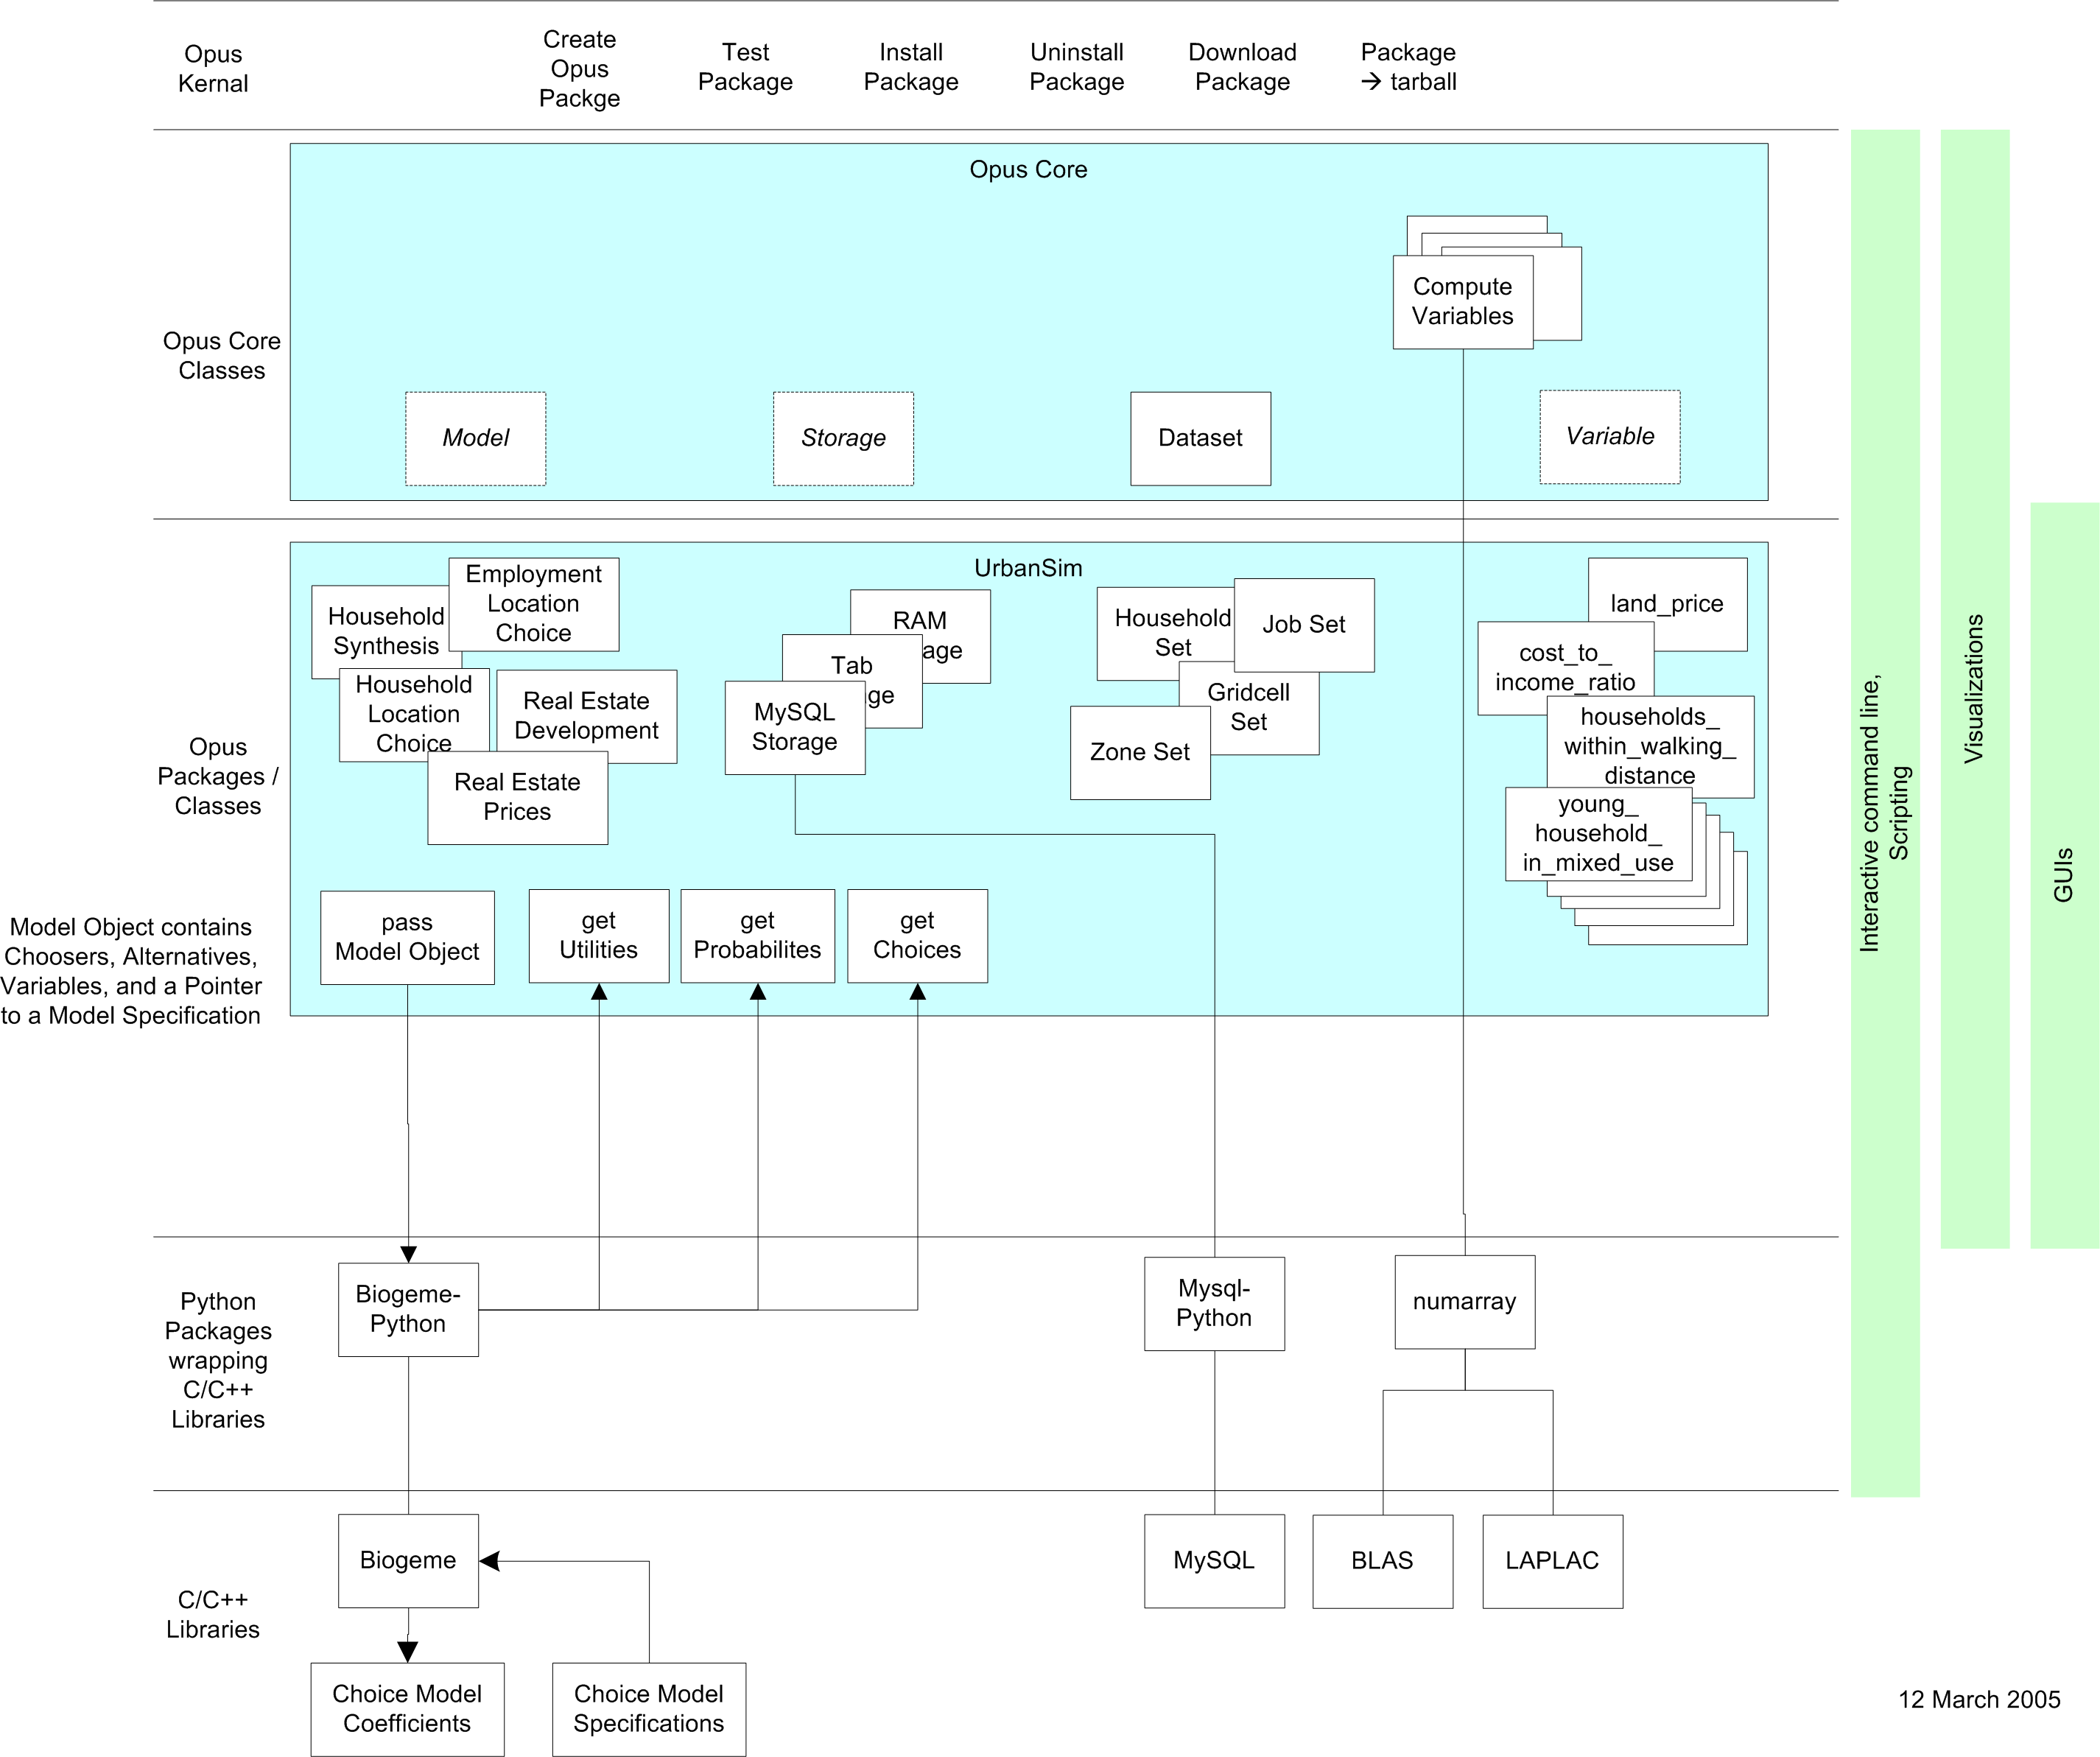 Opus
Kernal
Create
Opus
Packge
Test
Package
Install
Package
Uninstall
Package
Download
Package
Package
→ tarball
Opus Core
Opus Core
Classes
Compute
Variables
Model
Storage
Dataset
Variable
UrbanSim
Opus
Packages /
Classes
Household
Synthesis
Employment
Location
Choice
Household
Location
Choice
Real Estate
Development
Real Estate
Prices
RAM
age
Tab
ge
MySQL
Storage
Household
Set
Job Set
Gridcell
Set
Zone Set
land_price
cost_to_
income_ratio
households_
within_walking_
distance
young_
household_
in_mixed_use
Model Object contains
Choosers, Alternatives,
Variables, and a Pointer
to a Model Specification
pass
Model Object
get
Utilities
get
Probabilites
get
Choices
Interactive command line,
Scripting
Visualizations
GUIs
Python
Packages
wrapping
C/C++
Libraries
Biogeme-
Python
Mysql-
Python
numarray
C/C++
Libraries
Biogeme
MySQL
BLAS
LAPLAC
Choice Model
Coefficients
Choice Model
Specifications
12 March 2005